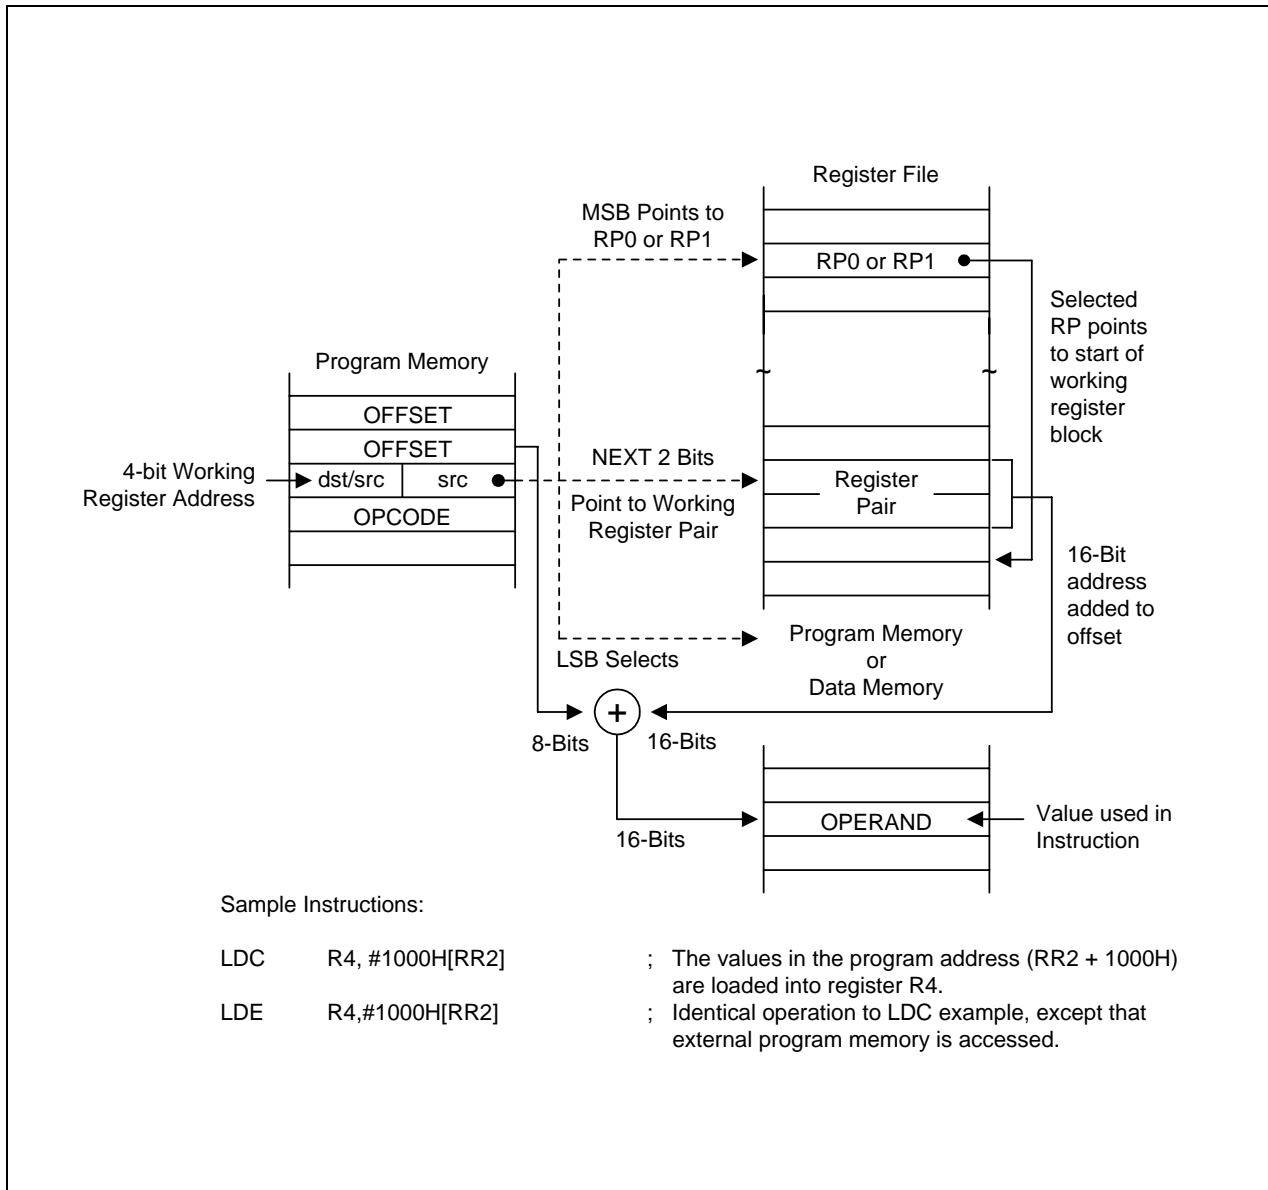 Register File
MSB Points to
RP0 or RP1
RP0 or RP1
Selected
RP points
to start of
working
register
block
Program Memory
OFFSET
OFFSET
4-bit Working
Register Address
dst/src
src
OPCODE
NEXT 2 Bits
Point to Working
Register Pair
Register
Pair
16-Bit
address
added to
offset
LSB Selects
Program Memory
or
Data Memory
+
8-Bits
16-Bits
16-Bits
OPERAND
Value used in
Instruction
Sample Instructions:
LDC R4, #1000H[RR2] ; The values in the program address (RR2 + 1000H)
are loaded into register R4.
LDE R4,#1000H[RR2] ; Identical operation to LDC example, except that
external program memory is accessed.